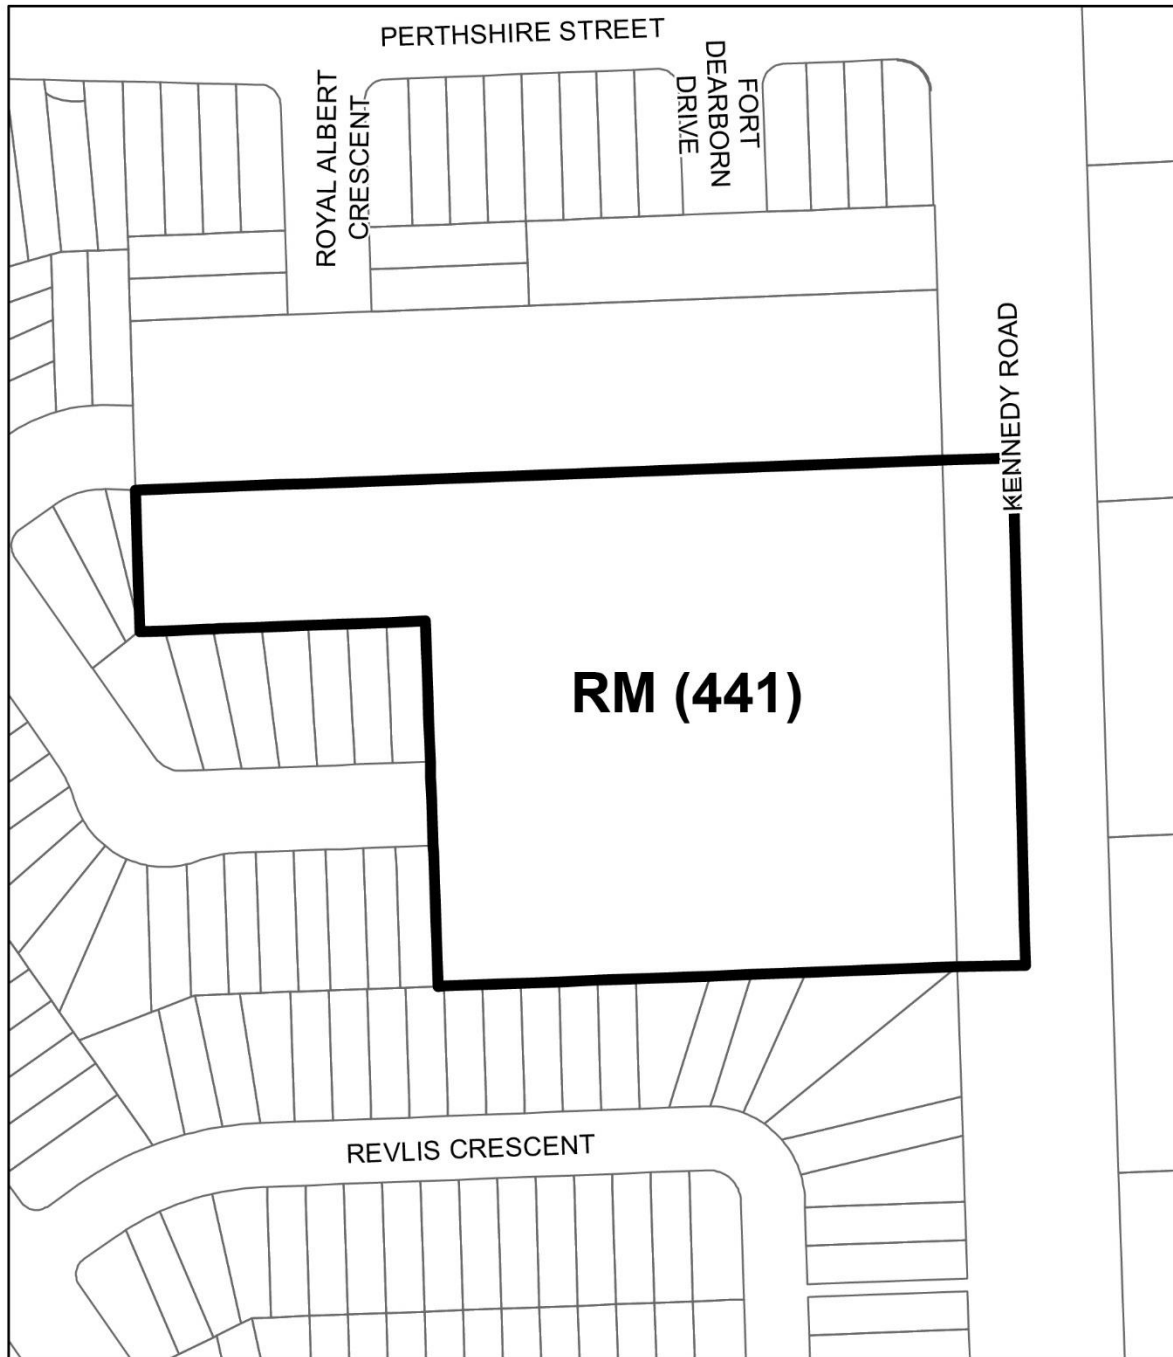 PERTHSHIRE STREET
ROYAL ALBERT
CRESCENT
FORT
DEARBORN
DRIVE
KENNEDY ROAD
RM (441)
REVLIS CRESCENT